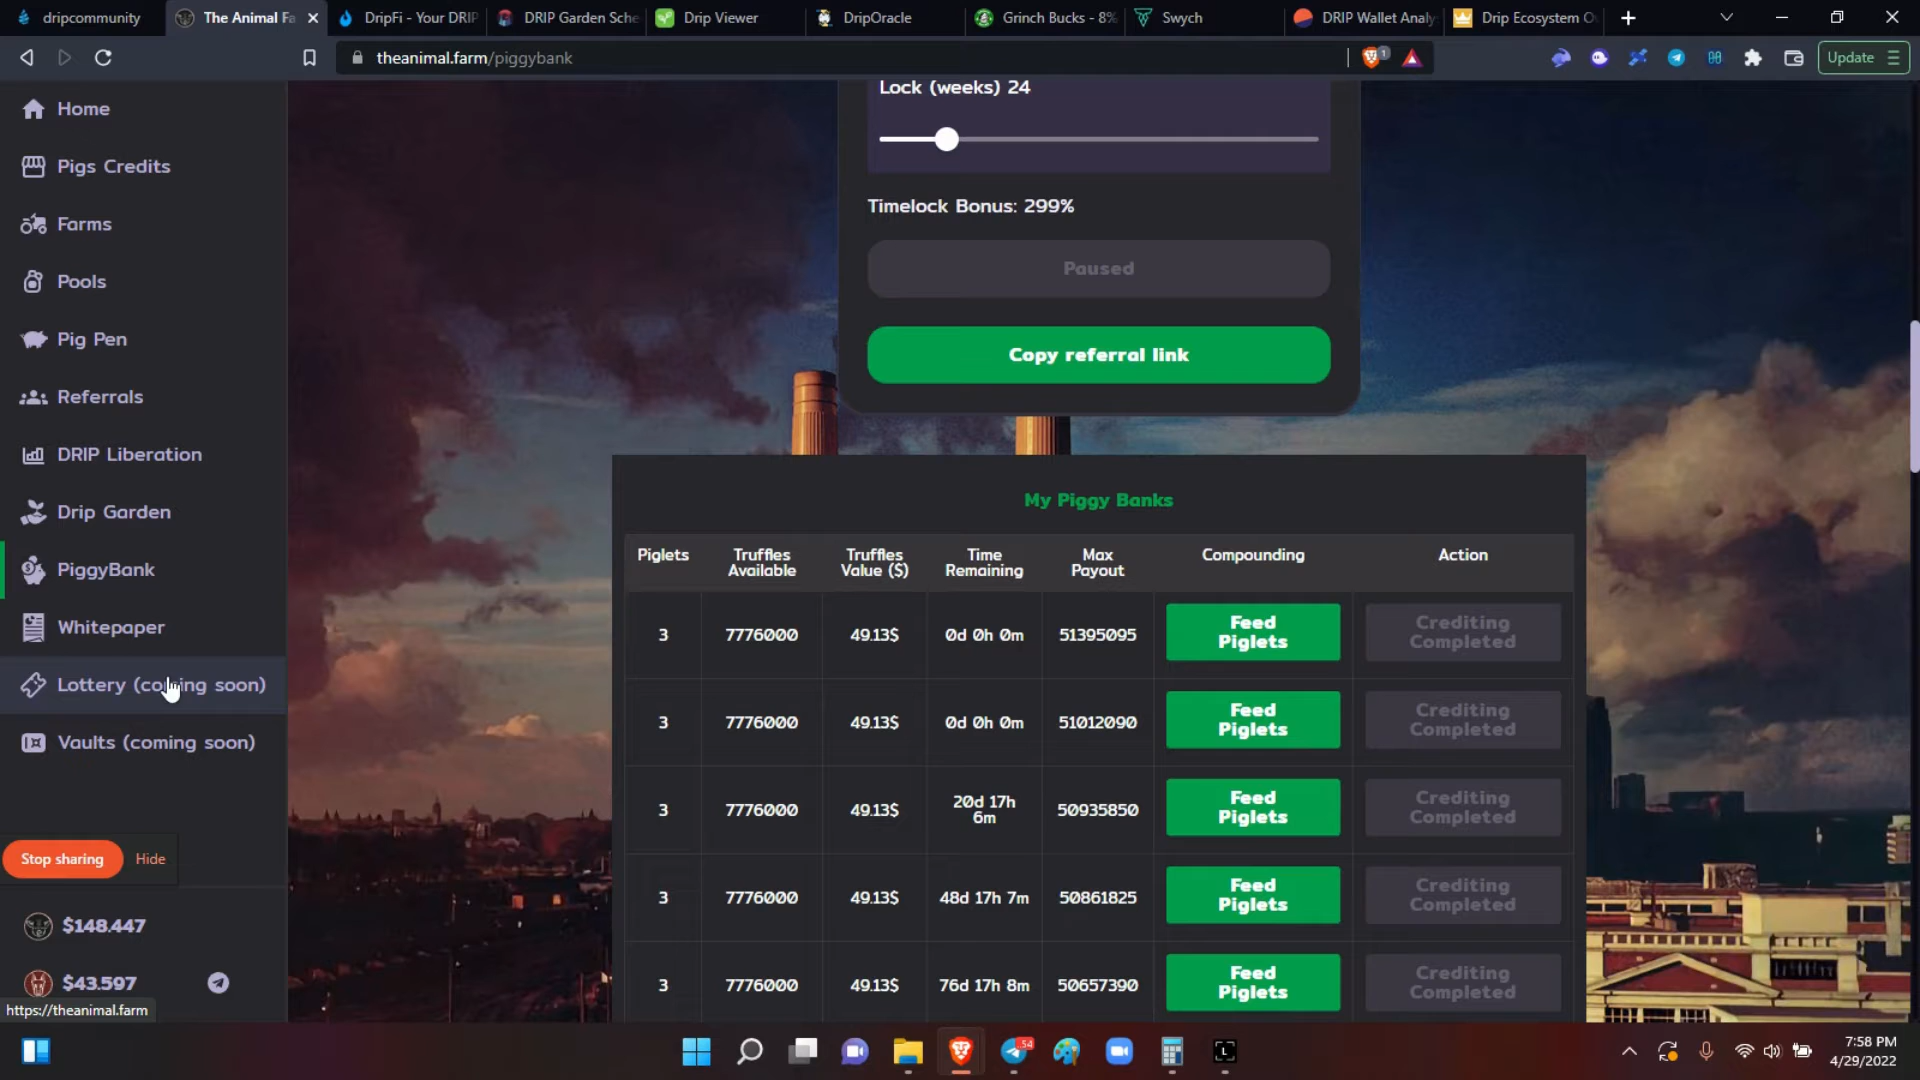 dripcommunity
The Animal Fa
DripFi - Your DRIP
DRIP Garden Sche
Drip Viewer
DripOracle
Grinch Bucks - 8%
Swych
DRIP Wallet Analy
Drip Ecosystem O
theanimal.farm/piggybank
1
Update
Home
Pigs Credits
Farms
Pools
Pig Pen
Referrals
DRIP Liberation
Drip Garden
PiggyBank
Whitepaper
Lottery (coming soon)
Vaults (coming soon)
Stop sharing
Hide
$148.447
$43.597
https://theanimal.farm
Lock (weeks) 24
Timelock Bonus: 299%
Paused
Copy referral link
My Piggy Banks
Piglets Truffles Available Truffles Value ($) Time Remaining Max Payout Compounding Action
3 7776000 49.13$ 0d 0h 0m 51395095 Feed Piglets Crediting Completed
3 7776000 49.13$ 0d 0h 0m 51012090 Feed Piglets Crediting Completed
3 7776000 49.13$ 20d 17h 6m 50935850 Feed Piglets Crediting Completed
3 7776000 49.13$ 48d 17h 7m 50861825 Feed Piglets Crediting Completed
3 7776000 49.13$ 76d 17h 8m 50657390 Feed Piglets Crediting Completed
54
L
7:58 PM
4/29/2022